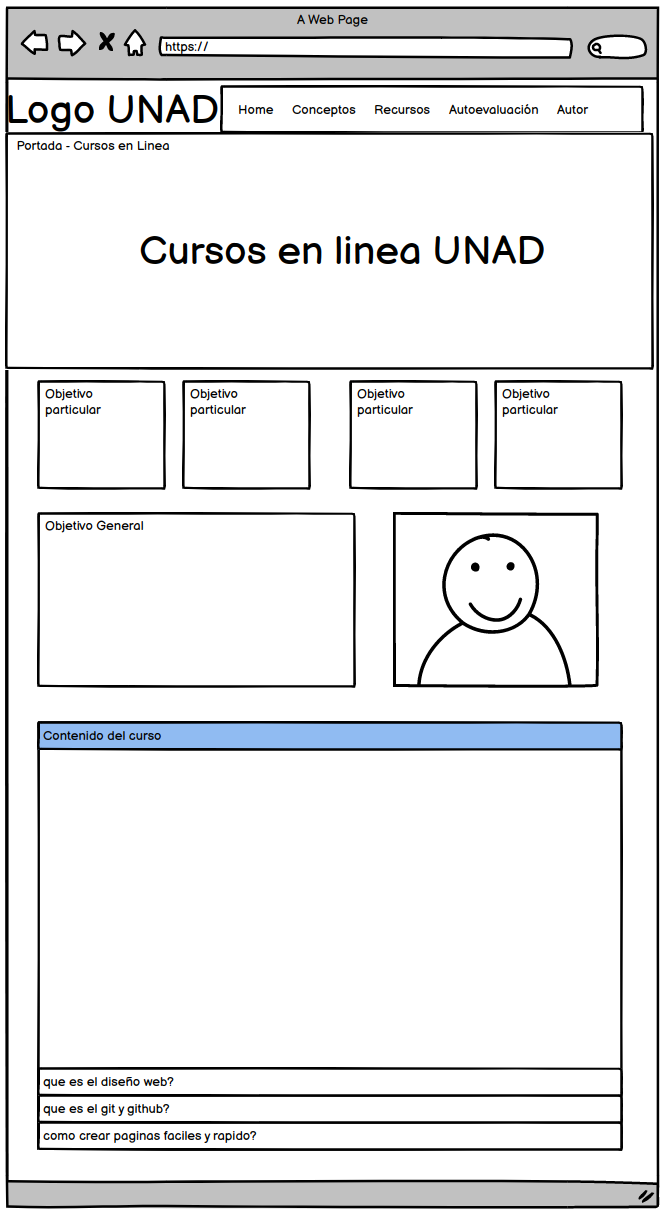 A Web Page
https://
Logo UNAD
Home Conceptos Recursos Autoevaluación Autor
Portada - Cursos en Linea
Cursos en linea UNAD
Objetivo
particular
Objetivo
particular
Objetivo
particular
Objetivo
particular
Objetivo General
Contenido del curso
que es el diseño web?
que es el git y github?
como crear paginas faciles y rapido?